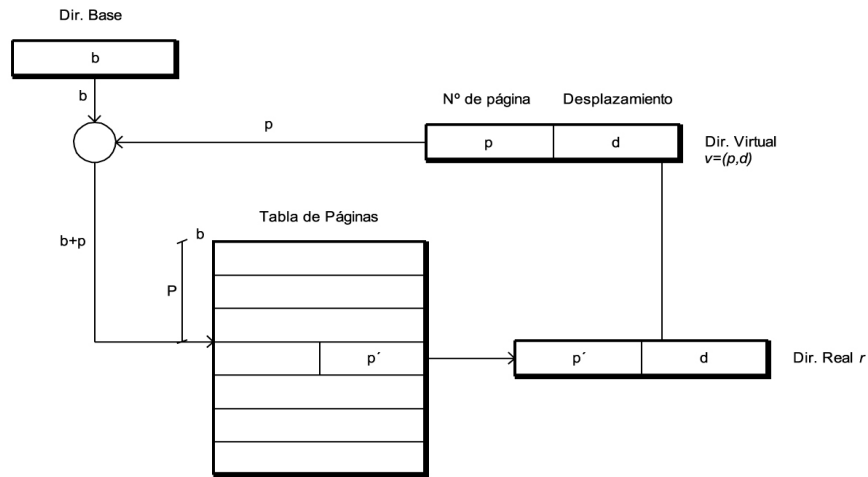 Dir. Base
b
b
Nº de página Desplazamiento
p
p d
Dir. Virtual
v=(p,d)
Tabla de Páginas
b
b+p
P
p´
p´ d
Dir. Real r